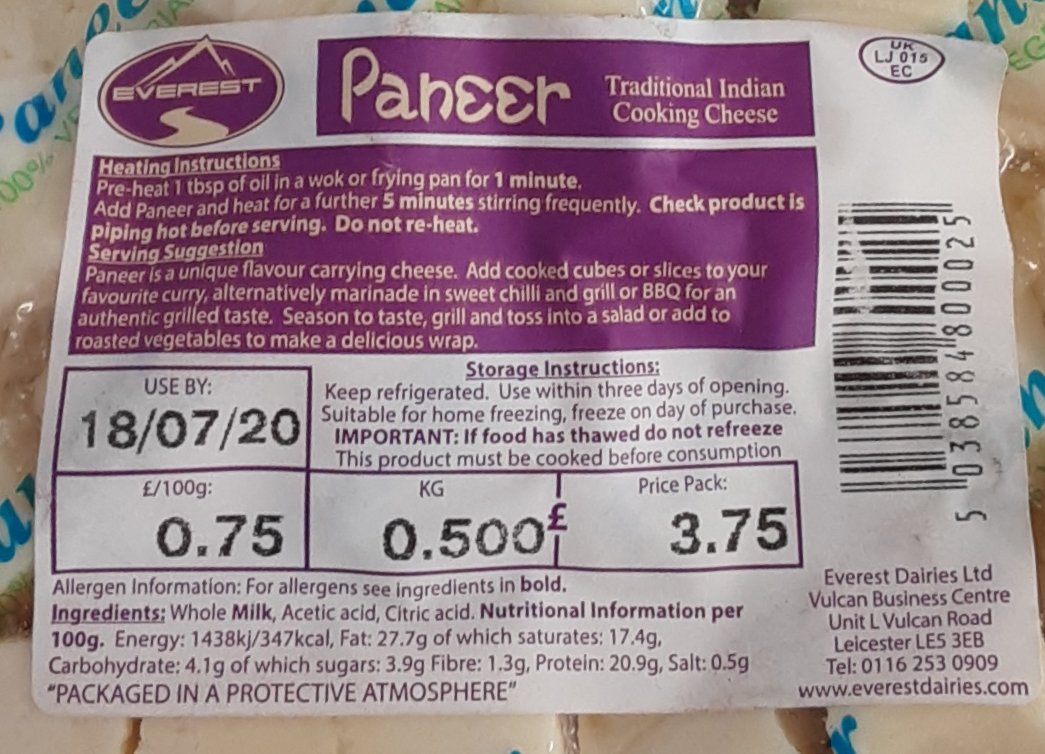 EVEREST
Paneer
Traditional Indian
Cooking Cheese
UK
LJ 015
EC
Heating Instructions
Pre-heat 1 tbsp of oil in a wok or frying pan for 1 minute.
Add Paneer and heat for a further 5 minutes stirring frequently. Check product is
piping hot before serving. Do not re-heat.
Serving Suggestion
Paneer is a unique flavour carrying cheese. Add cooked cubes or slices to your
favourite curry, alternatively marinade in sweet chilli and grill or BBQ for an
authentic grilled taste. Season to taste, grill and toss into a salad or add to
roasted vegetables to make a delicious wrap.
USE BY:
18/07/20
Storage Instructions:
Keep refrigerated. Use within three days of opening.
Suitable for home freezing, freeze on day of purchase.
IMPORTANT: If food has thawed do not refreeze
This product must be cooked before consumption
£/100g:
0.75
KG
0.500
£
Price Pack:
3.75
5 038584 800025
Allergen Information: For allergens see ingredients in bold.
Ingredients: Whole Milk, Acetic acid, Citric acid. Nutritional Information per
100g. Energy: 1438kj/347kcal, Fat: 27.7g of which saturates: 17.4g,
Carbohydrate: 4.1g of which sugars: 3.9g Fibre: 1.3g, Protein: 20.9g, Salt: 0.5g
"PACKAGED IN A PROTECTIVE ATMOSPHERE"
Everest Dairies Ltd
Vulcan Business Centre
Unit L Vulcan Road
Leicester LE5 3EB
Tel: 0116 253 0909
www.everestdairies.com